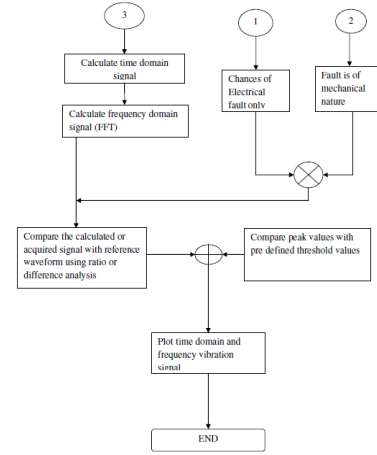 3
1
2
Calculate time domain
signal
Calculate frequency domain
signal (FFT)
Chances of
Electrical
fault only
Fault is of
mechanical
nature
Compare the calculated or
acquired signal with reference
waveform using ratio or
difference analysis
Compare peak values with
pre defined threshold values
Plot time domain and
frequency vibration
signal
END